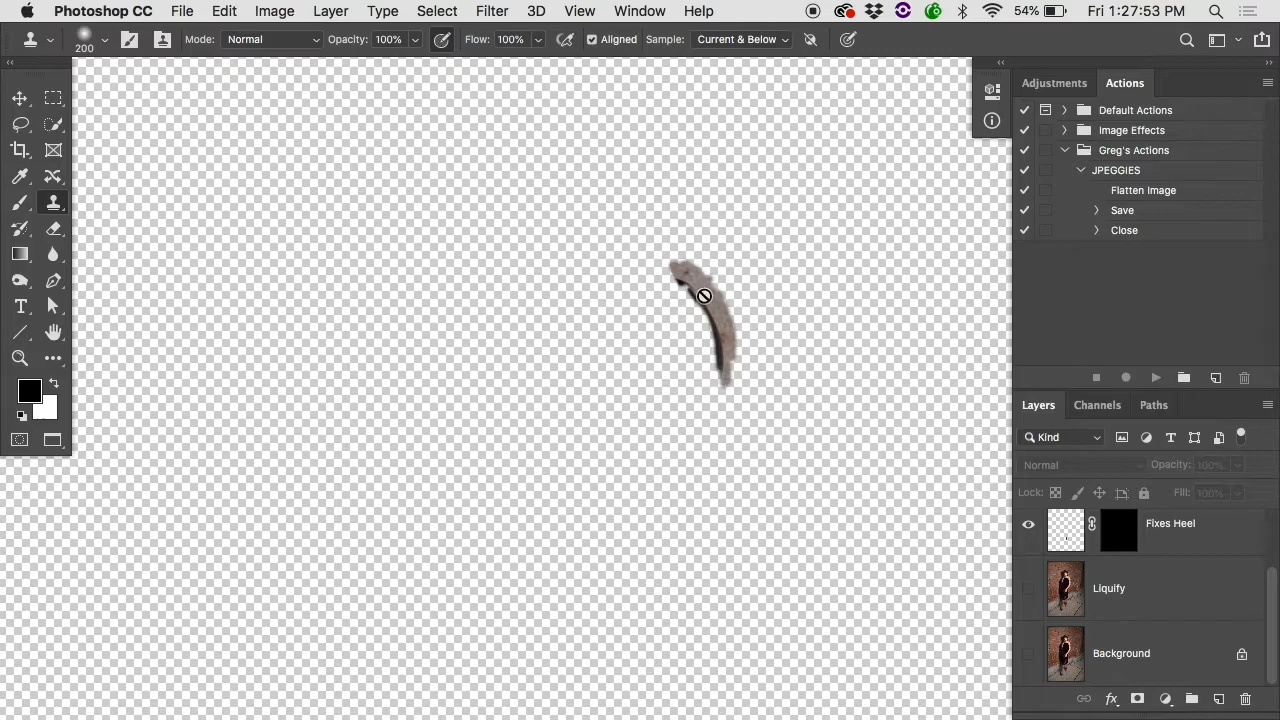 Photoshop CC File Edit Image Layer Type Select Filter 3D View Window Help 54% Fri 1:27:53 PM
200 Mode: Normal Opacity: 100% Flow: 100% Aligned Sample: Current & Below
Adjustments Actions
Default Actions
Image Effects
Greg's Actions
JPEGGIES
Flatten Image
Save
Close
Layers Channels Paths
Kind
Normal Opacity: 100%
Lock: Fill: 100%
Fixes Heel
Liquify
Background